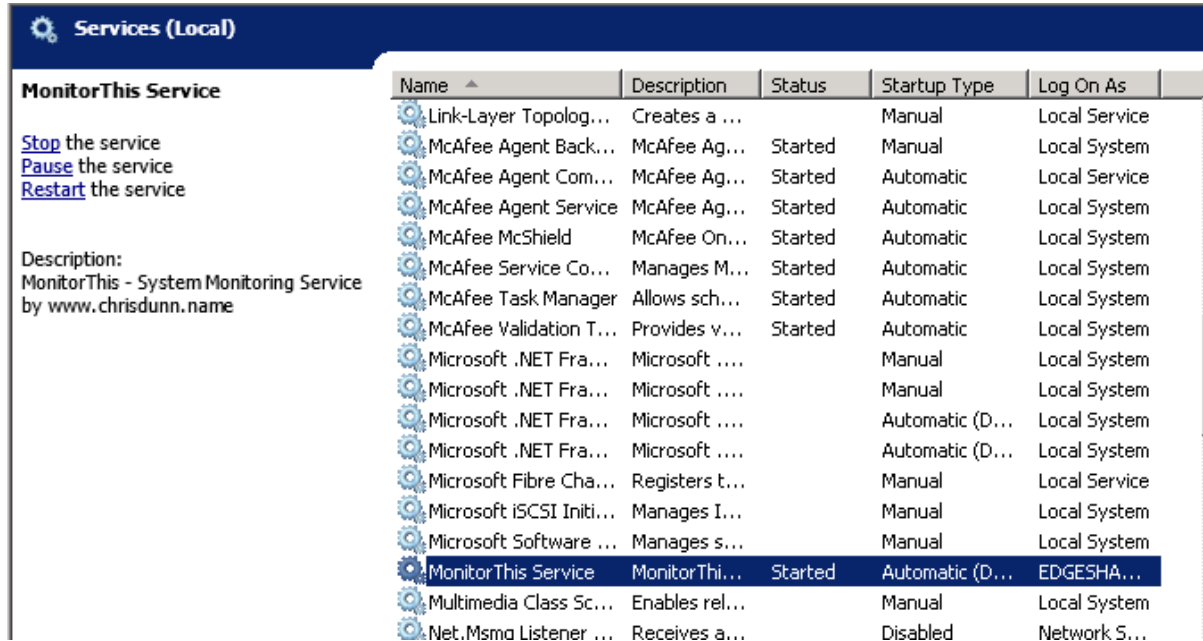 Services (Local)
MonitorThis Service
Stop the service
Pause the service
Restart the service
Description:
MonitorThis - System Monitoring Service
by www.chrisdunn.name
Name Description Status Startup Type Log On As
Link-Layer Topolog... Creates a ... Manual Local Service
McAfee Agent Back... McAfee Ag... Started Manual Local System
McAfee Agent Com... McAfee Ag... Started Automatic Local Service
McAfee Agent Service McAfee Ag... Started Automatic Local System
McAfee McShield McAfee On... Started Automatic Local System
McAfee Service Co... Manages M... Started Automatic Local System
McAfee Task Manager Allows sch... Started Automatic Local System
McAfee Validation T... Provides v... Started Automatic Local System
Microsoft .NET Fra... Microsoft .... Manual Local System
Microsoft .NET Fra... Microsoft .... Manual Local System
Microsoft .NET Fra... Microsoft .... Automatic (D... Local System
Microsoft .NET Fra... Microsoft .... Automatic (D... Local System
Microsoft Fibre Cha... Registers t... Manual Local Service
Microsoft iSCSI Initi... Manages I... Manual Local System
Microsoft Software ... Manages s... Manual Local System
MonitorThis Service MonitorThi... Started Automatic (D... EDGESHA...
Multimedia Class Sc... Enables rel... Manual Local System
Net.Msmq Listener ... Receives a... Disabled Network S...